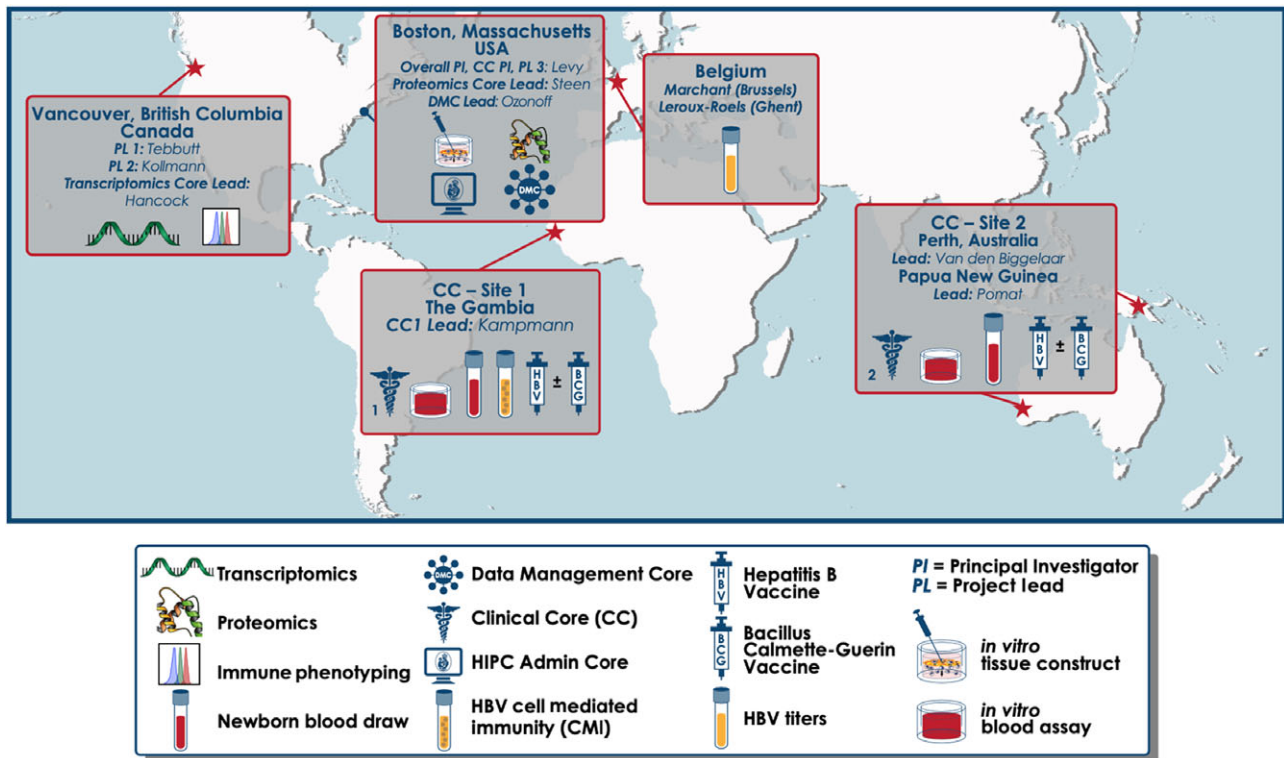 Vancouver, British Columbia
Canada
PL 1: Tebbutt
PL 2: Kollmann
Transcriptomics Core Lead:
Hancock
Boston, Massachusetts
USA
Overall PI, CC PI, PL 3: Levy
Proteomics Core Lead: Steen
DMC Lead: Ozonoff
DMC
Belgium
Marchant (Brussels)
Leroux-Roels (Ghent)
CC – Site 1
The Gambia
CC1 Lead: Kampmann
1
HBV
±
BCG
CC – Site 2
Perth, Australia
Lead: Van den Biggelaar
Papua New Guinea
Lead: Pomat
2
HBV
±
BCG
Transcriptomics
Proteomics
Immune phenotyping
Newborn blood draw
DMC
Data Management Core
Clinical Core (CC)
HIPC Admin Core
HBV cell mediated
immunity (CMI)
HBV
Hepatitis B
Vaccine
BCG
Bacillus
Calmette-Guerin
Vaccine
HBV titers
PI = Principal Investigator
PL = Project lead
in vitro
tissue construct
in vitro
blood assay